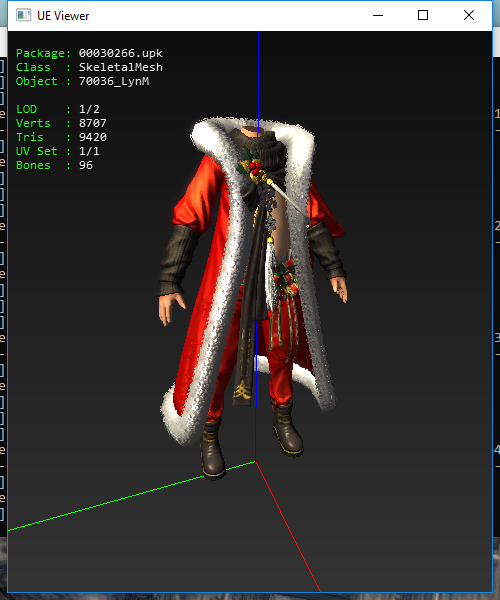 UE Viewer
Package: 00030266.upk
Class : SkeletalMesh
Object : 70036_LynM
LOD : 1/2
Verts : 8707
Tris : 9420
UV Set : 1/1
Bones : 96